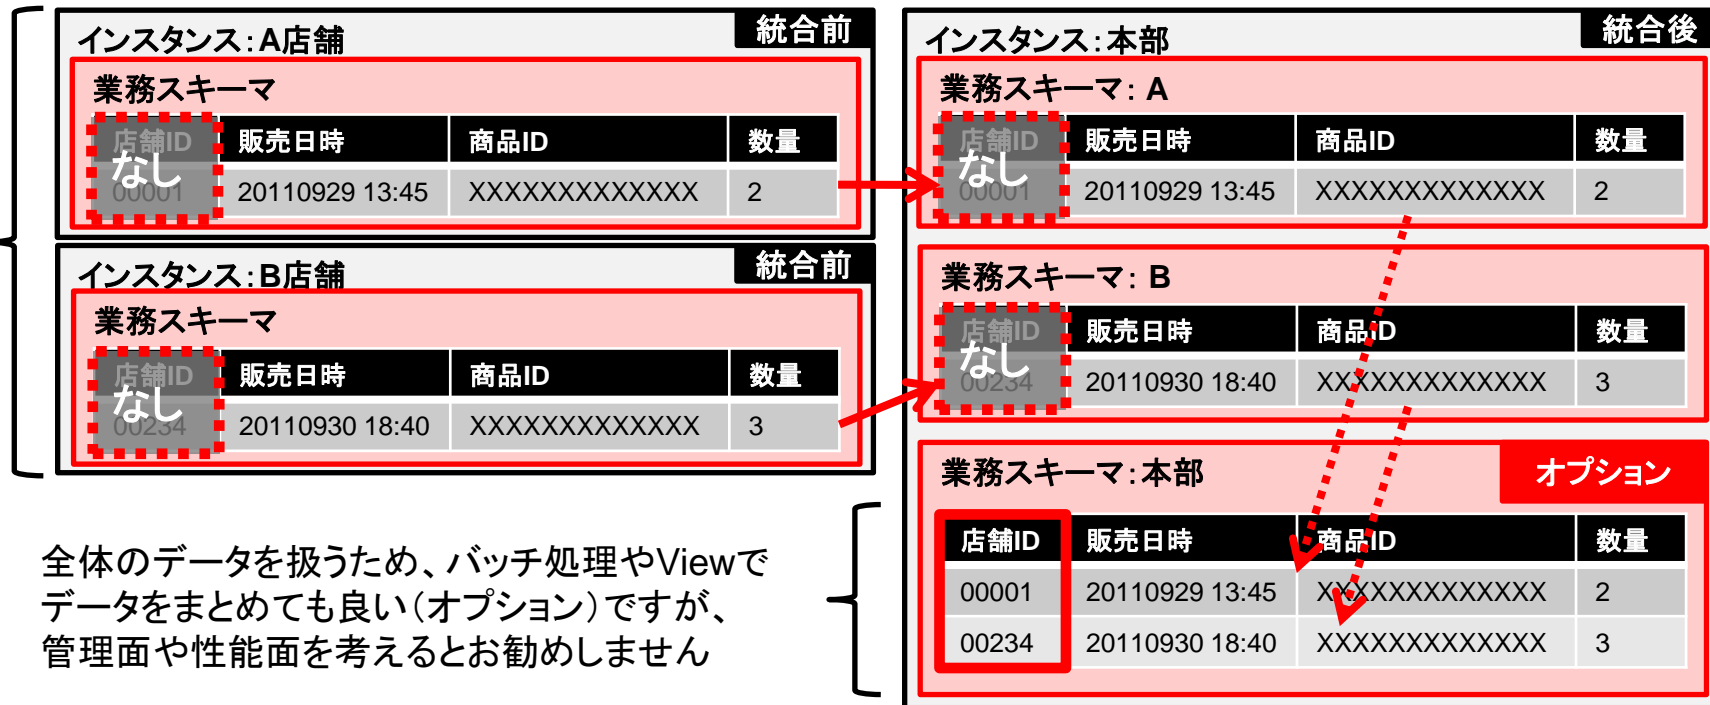 インスタンス：A店舗
統合前
業務スキーマ
店舗ID 販売日時 商品ID 数量
なし
00001 20110929 13:45 XXXXXXXXXXXXX 2
インスタンス：B店舗
統合前
業務スキーマ
店舗ID 販売日時 商品ID 数量
なし
00234 20110930 18:40 XXXXXXXXXXXXX 3
全体のデータを扱うため、バッチ処理やViewで
データをまとめても良い（オプション）ですが、
管理面や性能面を考えるとお勧めしません
インスタンス：本部
統合後
業務スキーマ：A
店舗ID 販売日時 商品ID 数量
なし
00001 20110929 13:45 XXXXXXXXXXXXX 2
業務スキーマ：B
店舗ID 販売日時 商品ID 数量
なし
00234 20110930 18:40 XXXXXXXXXXXXX 3
業務スキーマ：本部
オプション
店舗ID 販売日時 商品ID 数量
00001 20110929 13:45 XXXXXXXXXXXXX 2
00234 20110930 18:40 XXXXXXXXXXXXX 3